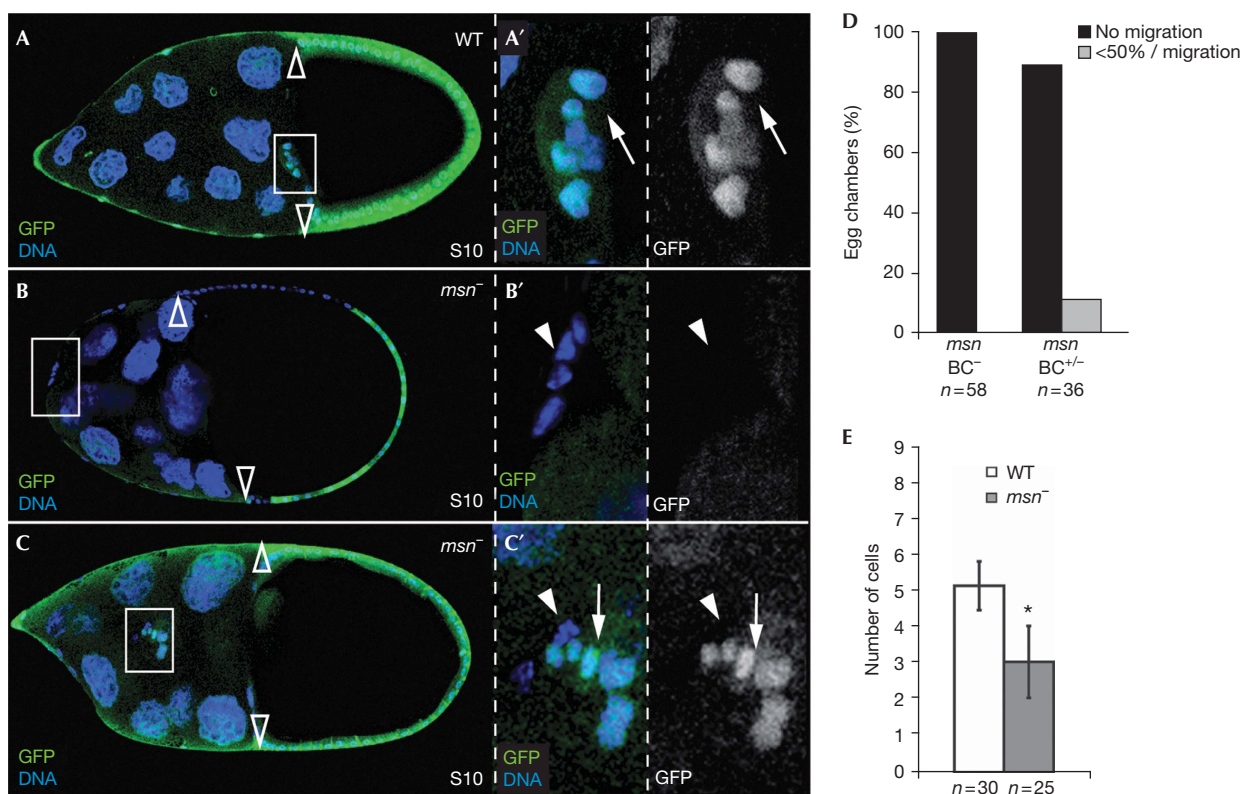 A
WT
GFP
DNA
S10
A′
GFP
DNA
GFP
B
msn⁻
GFP
DNA
S10
B′
GFP
DNA
GFP
C
msn⁻
GFP
DNA
S10
C′
GFP
DNA
GFP
D
No migration
<50% / migration
Egg chambers (%)
100
80
60
40
20
0
msn
BC⁻
n=58
msn
BC⁺/⁻
n=36
E
WT
msn⁻
Number of cells
9
8
7
6
5
4
3
2
1
0
*
n=30 n=25